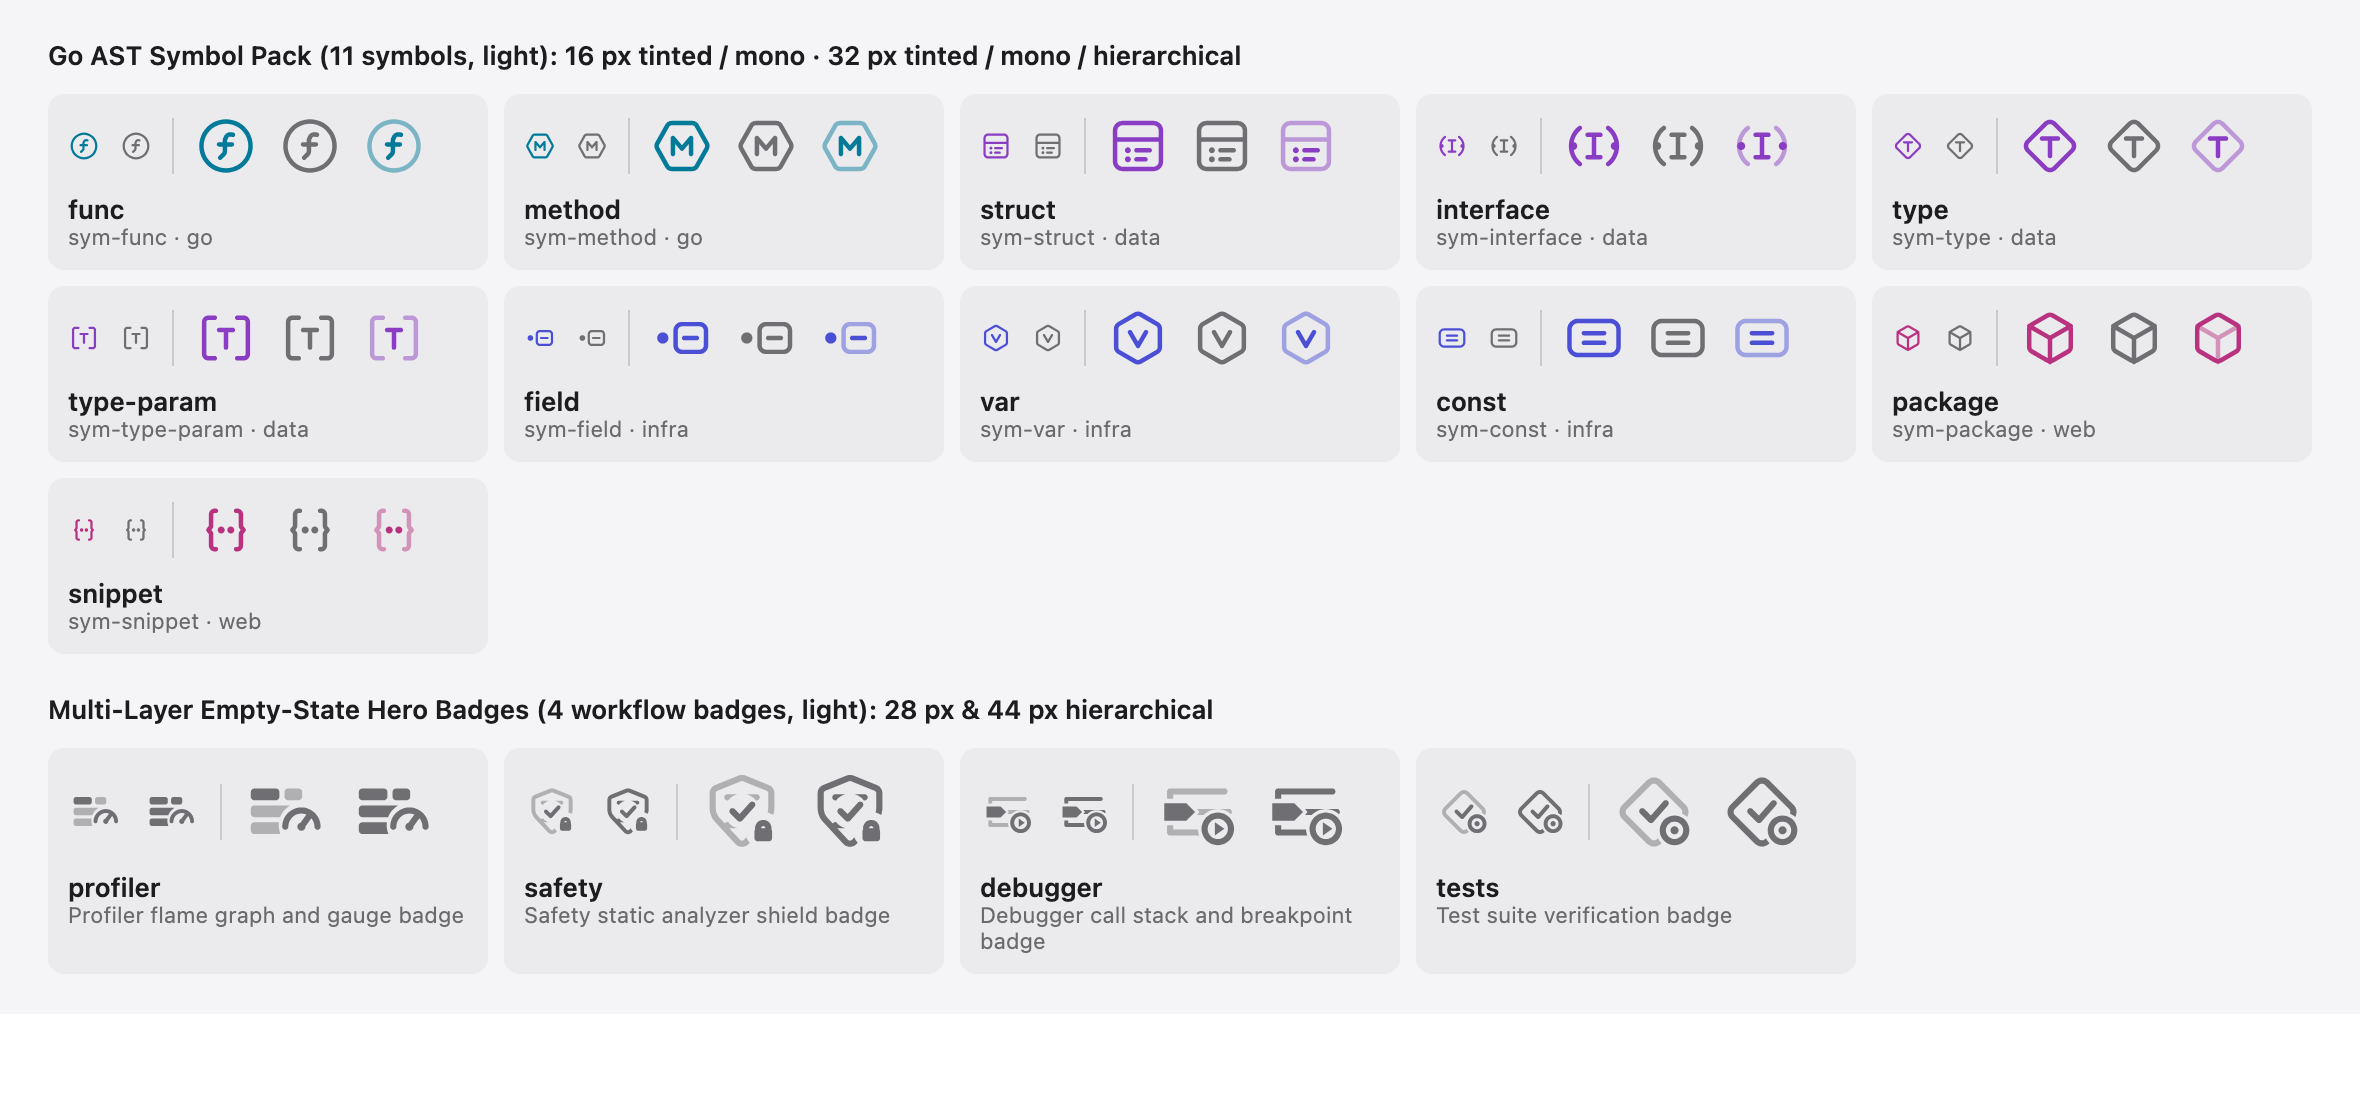 Go AST Symbol Pack (11 symbols, light): 16 px tinted / mono · 32 px tinted / mono / hierarchical
func
sym-func · go
method
sym-method · go
struct
sym-struct · data
interface
sym-interface · data
type
sym-type · data
type-param
sym-type-param · data
field
sym-field · infra
var
sym-var · infra
const
sym-const · infra
package
sym-package · web
snippet
sym-snippet · web
Multi-Layer Empty-State Hero Badges (4 workflow badges, light): 28 px & 44 px hierarchical
profiler
Profiler flame graph and gauge badge
safety
Safety static analyzer shield badge
debugger
Debugger call stack and breakpoint
badge
tests
Test suite verification badge